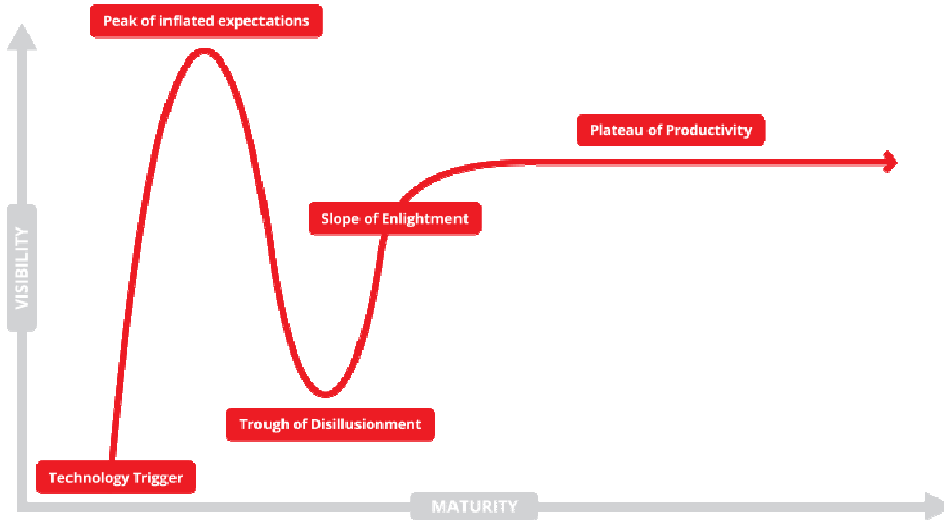 Peak of inflated expectations
Plateau of Productivity
Slope of Enlightment
VISIBILITY
Trough of Disillusionment
Technology Trigger
MATURITY